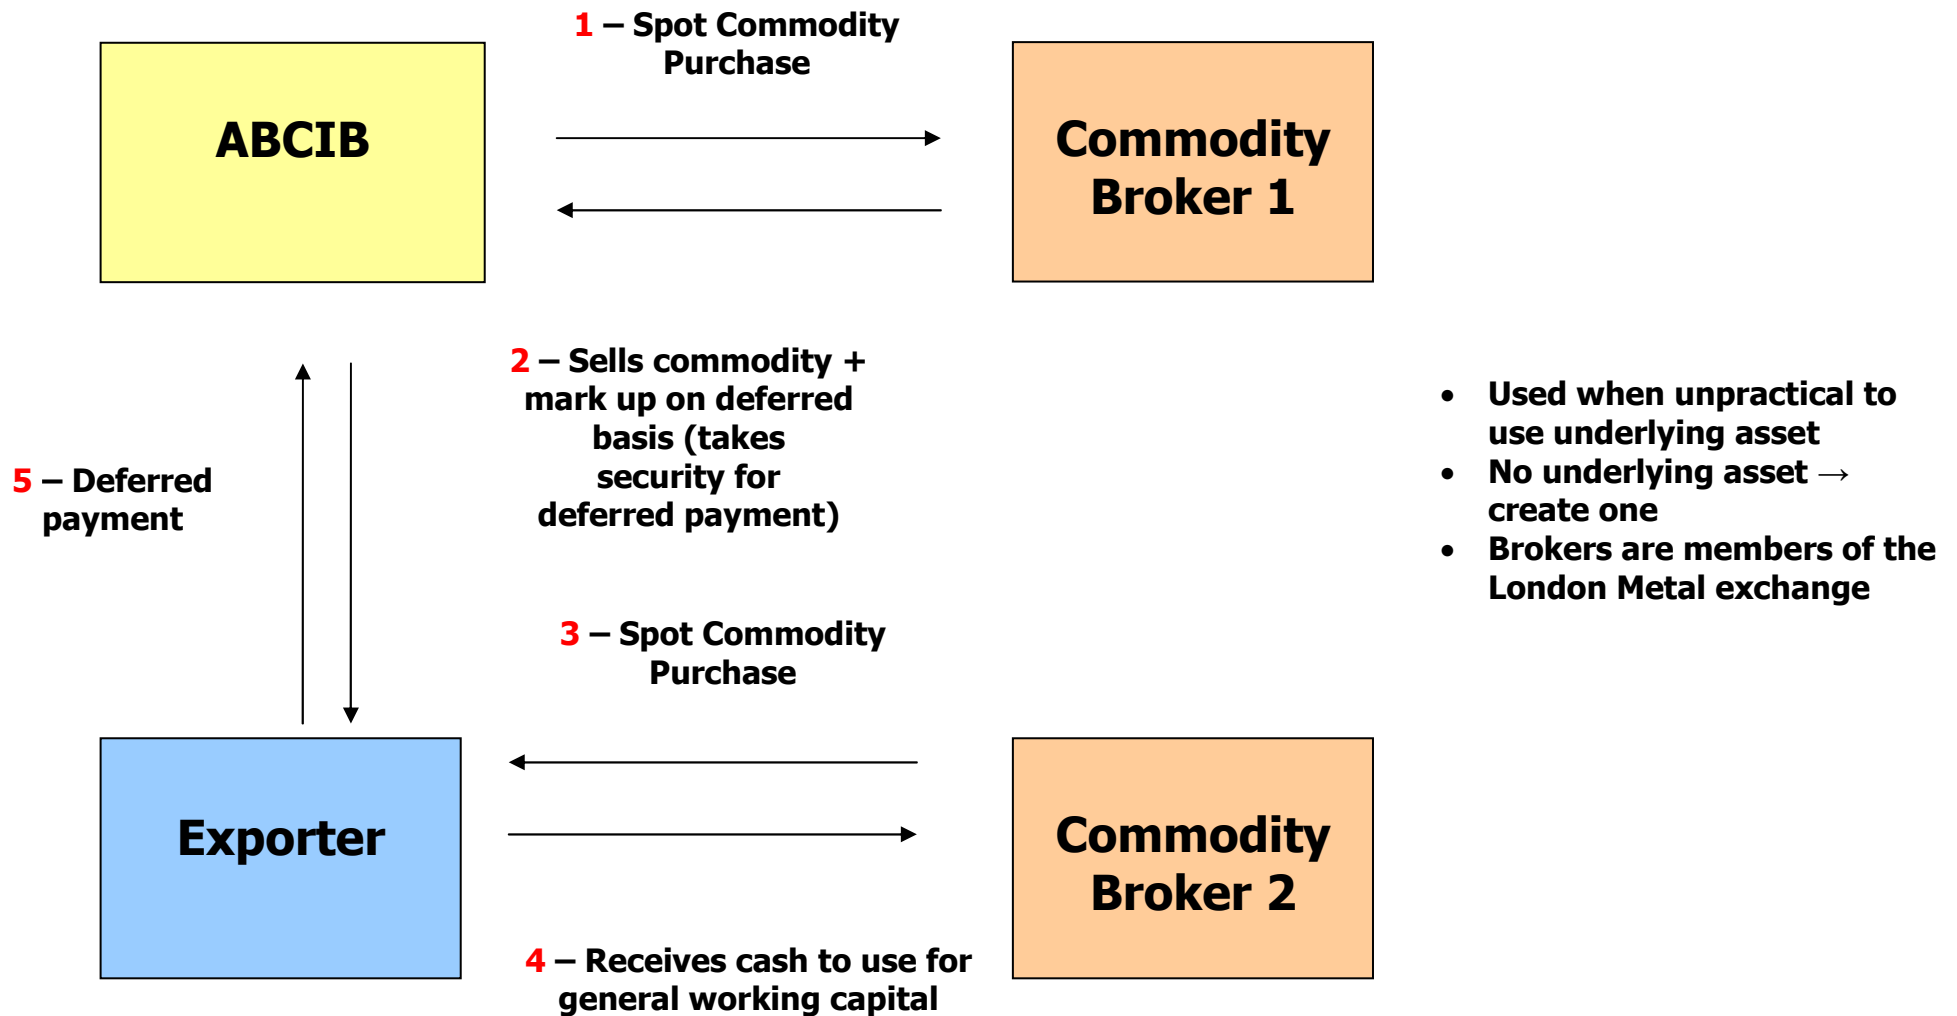 1 – Spot Commodity
Purchase
ABCIB
Commodity
Broker 1
2 – Sells commodity +
mark up on deferred
basis (takes
security for
deferred payment)
5 – Deferred
payment
• Used when unpractical to
use underlying asset
• No underlying asset →
create one
• Brokers are members of the
London Metal exchange
3 – Spot Commodity
Purchase
Exporter
Commodity
Broker 2
4 – Receives cash to use for
general working capital